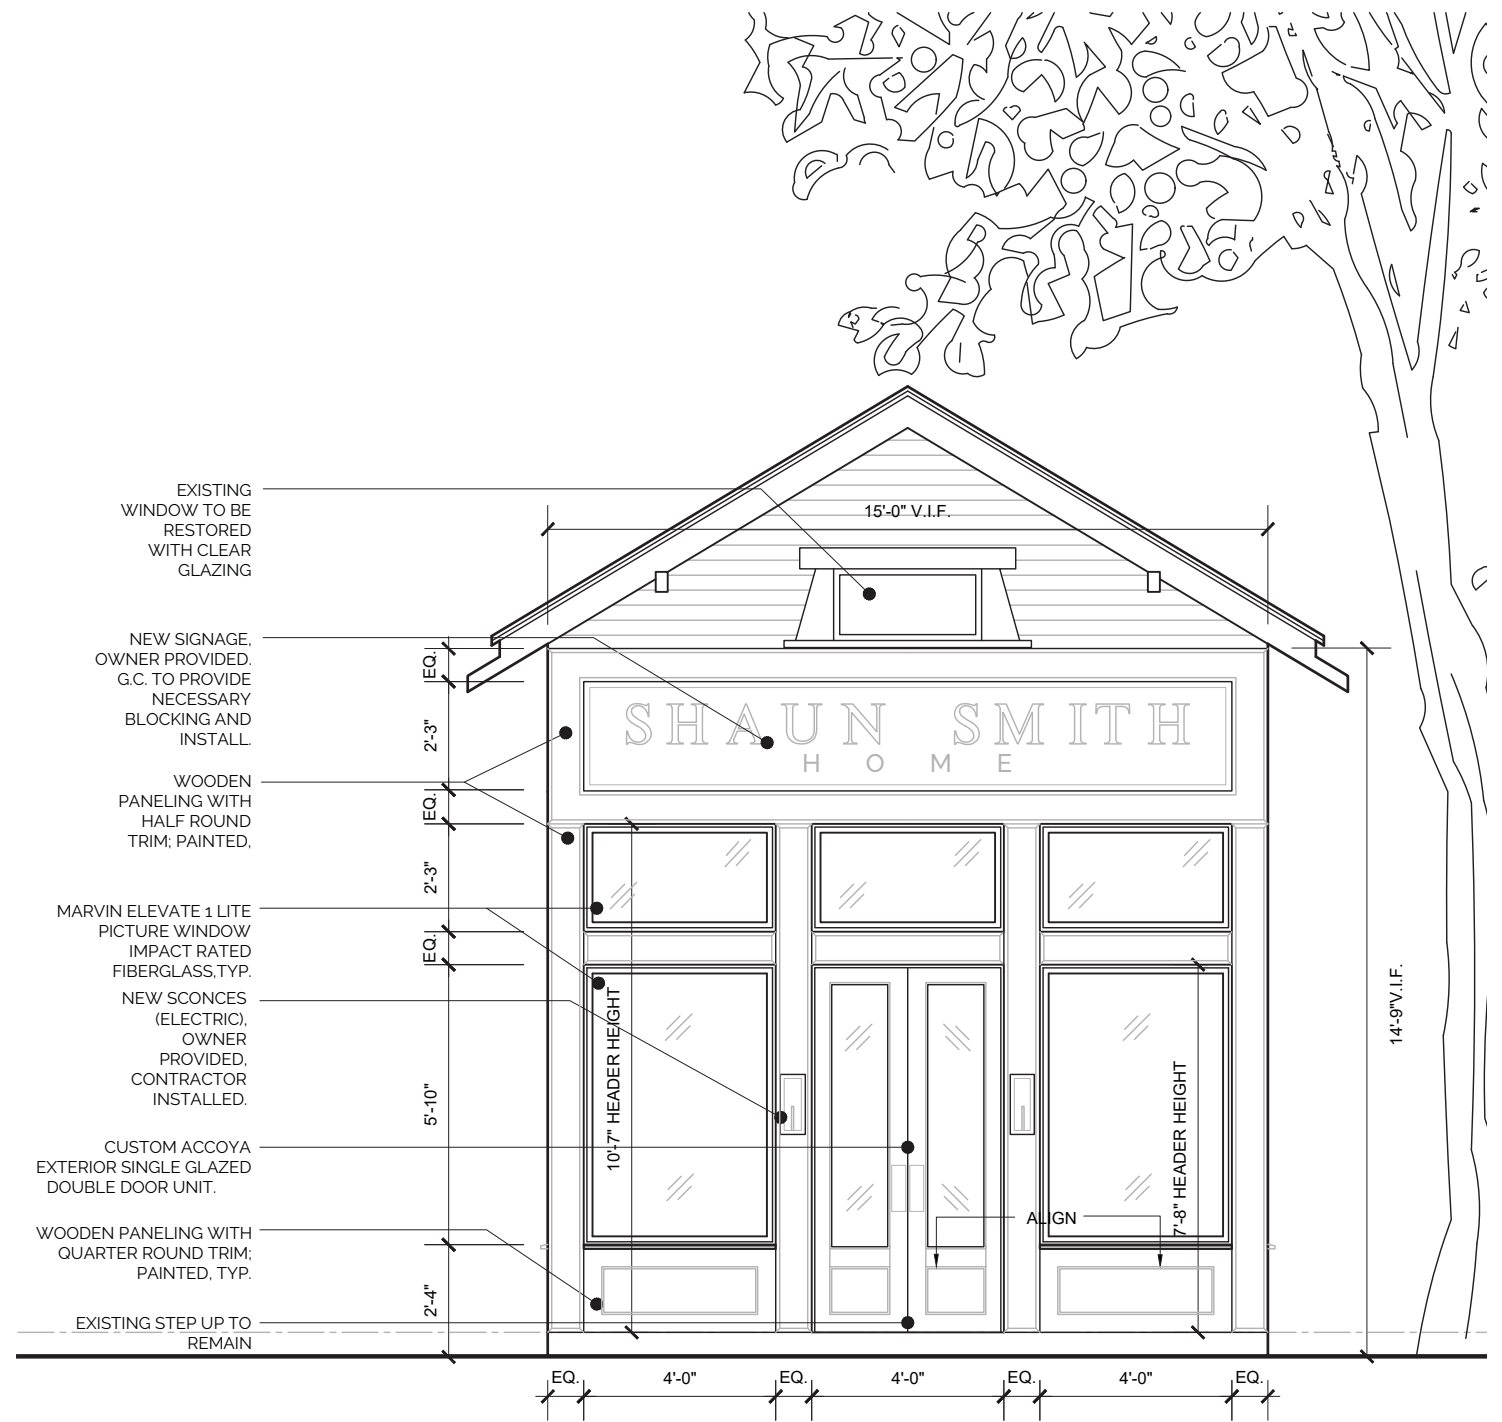 EXISTING
WINDOW TO BE
RESTORED
WITH CLEAR
GLAZING
15'-0" V.I.F.
NEW SIGNAGE,
OWNER PROVIDED.
G.C. TO PROVIDE
NECESSARY
BLOCKING AND
INSTALL.
WOODEN
PANELING WITH
HALF ROUND
TRIM; PAINTED,
MARVIN ELEVATE 1 LITE
PICTURE WINDOW
IMPACT RATED
FIBERGLASS,TYP.
NEW SCONCES
(ELECTRIC),
OWNER
PROVIDED,
CONTRACTOR
INSTALLED.
CUSTOM ACCOYA
EXTERIOR SINGLE GLAZED
DOUBLE DOOR UNIT.
WOODEN PANELING WITH
QUARTER ROUND TRIM;
PAINTED, TYP.
EXISTING STEP UP TO
REMAIN
EQ.
2'-3"
EQ.
2'-3"
EQ.
5'-10"
2'-4"
SHAUN SMITH
HOME
10'-7" HEADER HEIGHT
7'-8" HEADER HEIGHT
ALIGN
14'-9"V.I.F.
EQ.
4'-0"
EQ.
4'-0"
EQ.
4'-0"
EQ.